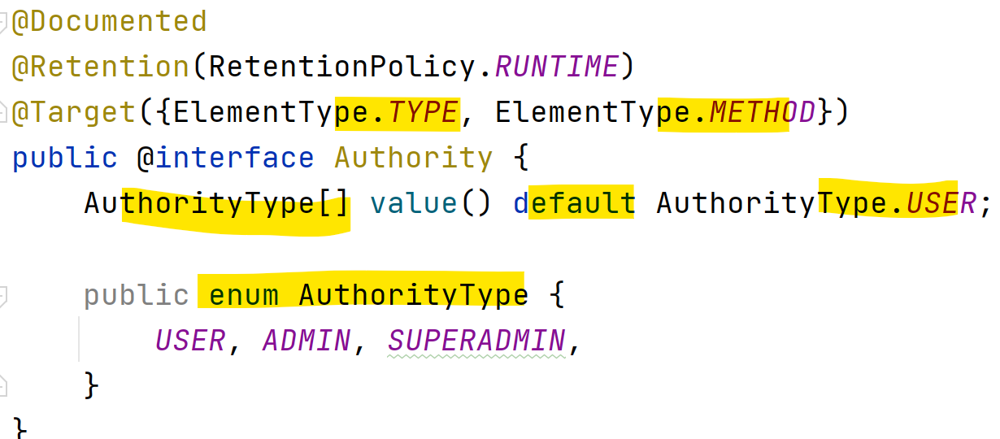 @Documented
@Retention(RetentionPolicy.RUNTIME)
@Target({ElementType.TYPE, ElementType.METHOD})
public @interface Authority {
    AuthorityType[] value() default AuthorityType.USER;
    public enum AuthorityType {
        USER, ADMIN, SUPERADMIN,
    }
}